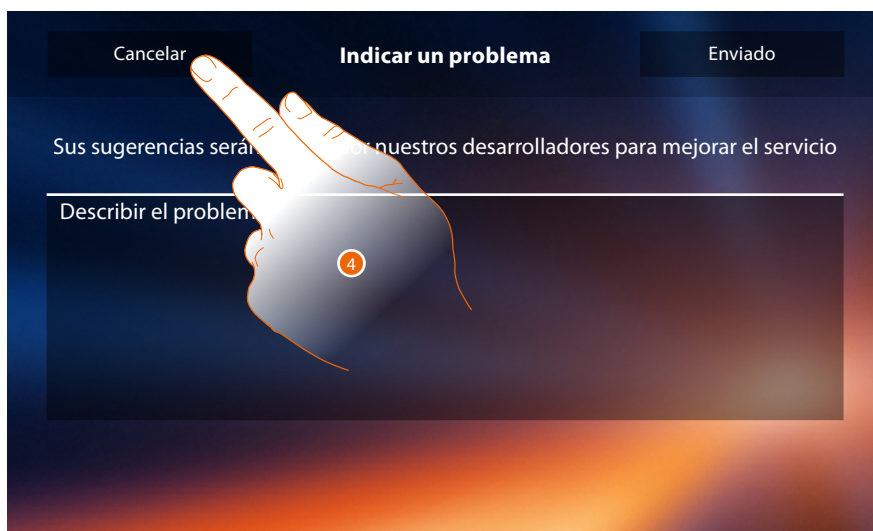 Cancelar
Indicar un problema
Enviado
Sus sugerencias serán nuestros desarrolladores para mejorar el servicio
Describir el problem
4